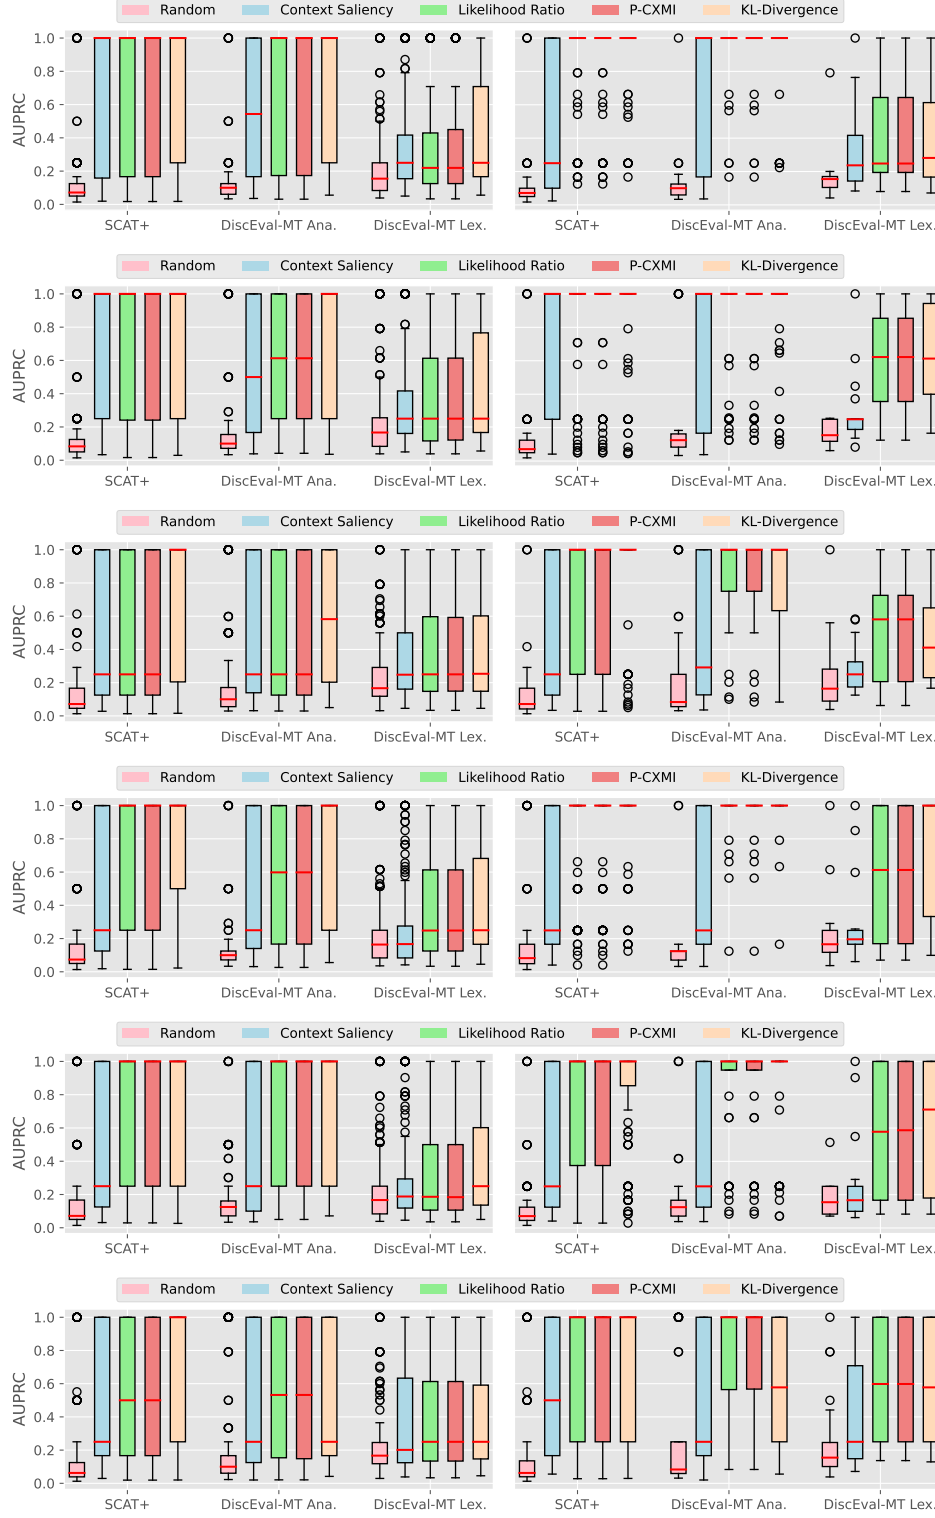 Random Context Saliency Likelihood Ratio P-CXMI KL-Divergence
AUPRC
1.0
0.8
0.6
0.4
0.2
0.0
SCAT+ DiscEval-MT Ana. DiscEval-MT Lex. SCAT+ DiscEval-MT Ana. DiscEval-MT Lex.
Random Context Saliency Likelihood Ratio P-CXMI KL-Divergence
AUPRC
1.0
0.8
0.6
0.4
0.2
0.0
SCAT+ DiscEval-MT Ana. DiscEval-MT Lex. SCAT+ DiscEval-MT Ana. DiscEval-MT Lex.
Random Context Saliency Likelihood Ratio P-CXMI KL-Divergence
AUPRC
1.0
0.8
0.6
0.4
0.2
0.0
SCAT+ DiscEval-MT Ana. DiscEval-MT Lex. SCAT+ DiscEval-MT Ana. DiscEval-MT Lex.
Random Context Saliency Likelihood Ratio P-CXMI KL-Divergence
AUPRC
1.0
0.8
0.6
0.4
0.2
0.0
SCAT+ DiscEval-MT Ana. DiscEval-MT Lex. SCAT+ DiscEval-MT Ana. DiscEval-MT Lex.
Random Context Saliency Likelihood Ratio P-CXMI KL-Divergence
AUPRC
1.0
0.8
0.6
0.4
0.2
0.0
SCAT+ DiscEval-MT Ana. DiscEval-MT Lex. SCAT+ DiscEval-MT Ana. DiscEval-MT Lex.
Random Context Saliency Likelihood Ratio P-CXMI KL-Divergence
AUPRC
1.0
0.8
0.6
0.4
0.2
0.0
SCAT+ DiscEval-MT Ana. DiscEval-MT Lex. SCAT+ DiscEval-MT Ana. DiscEval-MT Lex.